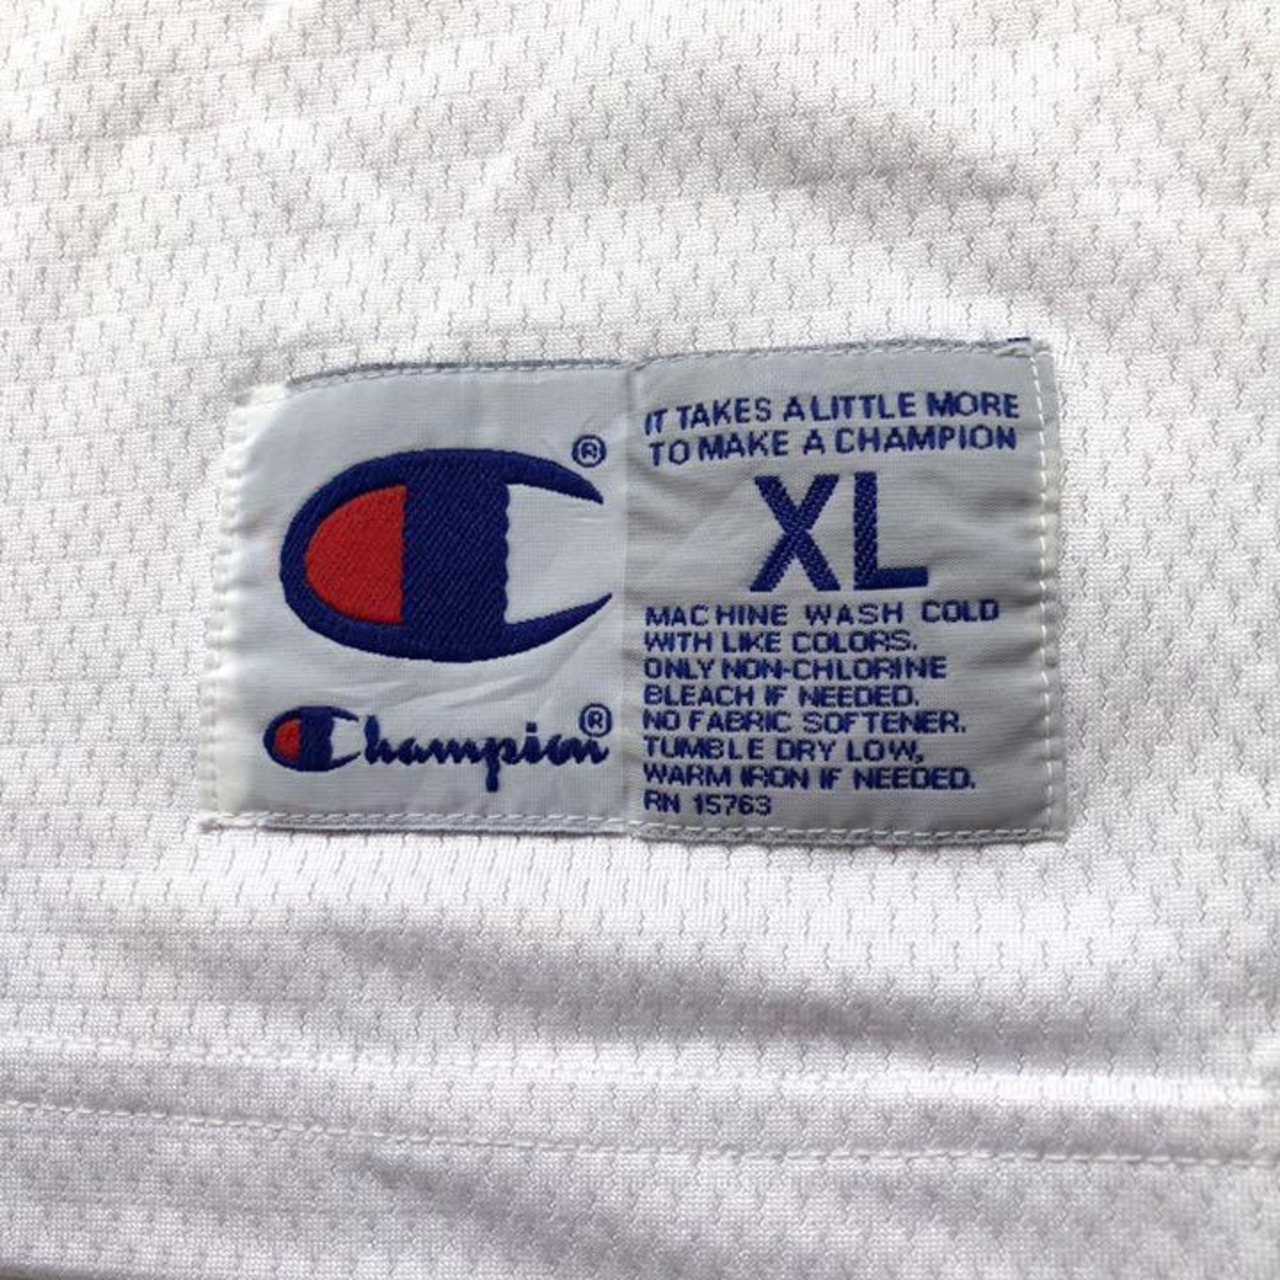 ®
Champion®
IT TAKES A LITTLE MORE
TO MAKE A CHAMPION
XL
MACHINE WASH COLD
WITH LIKE COLORS.
ONLY NON-CHLORINE
BLEACH IF NEEDED.
NO FABRIC SOFTENER.
TUMBLE DRY LOW,
WARM IRON IF NEEDED.
RN 15763